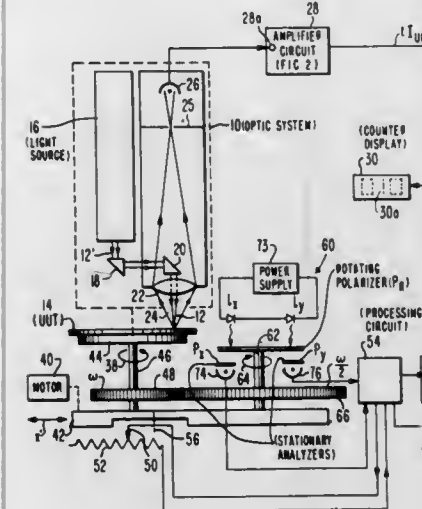 28
28a
AMPLIFIER
CIRCUIT
(FIG 2)
26
25
16
(LIGHT
SOURCE)
10(OPTIC SYSTEM)
(COUNTER
DISPLAY)
30
30a
12'
18
20
22
24
12
73
60
POWER
SUPPLY
ℓx
ℓy
ROTATING
POLARIZER(PR)
14
(UUT)
44
38
46
62
Px
Py
74
64
76
(PROCESSING
CIRCUIT)
54
40
MOTOR
ω
48
ω/2
66
x
42
52
50
56
(STATIONARY
ANALYZERS)